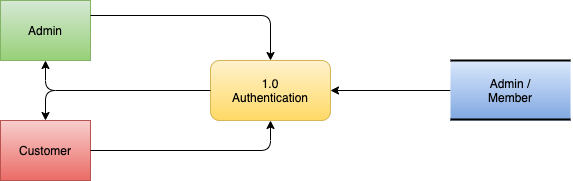 Admin
1.0
Authentication
Admin /
Member
Customer